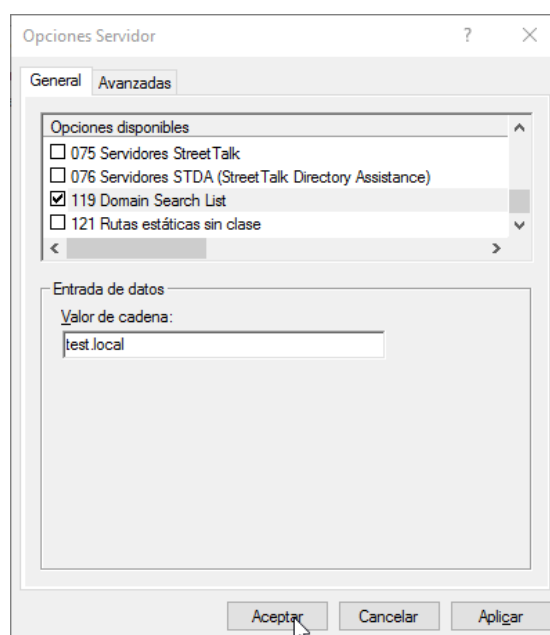 Opciones Servidor
General Avanzadas
Opciones disponibles
075 Servidores StreetTalk
076 Servidores STDA (StreetTalk Directory Assistance)
119 Domain Search List
121 Rutas estáticas sin clase
Entrada de datos
Valor de cadena:
test.local
Aceptar Cancelar Aplicar